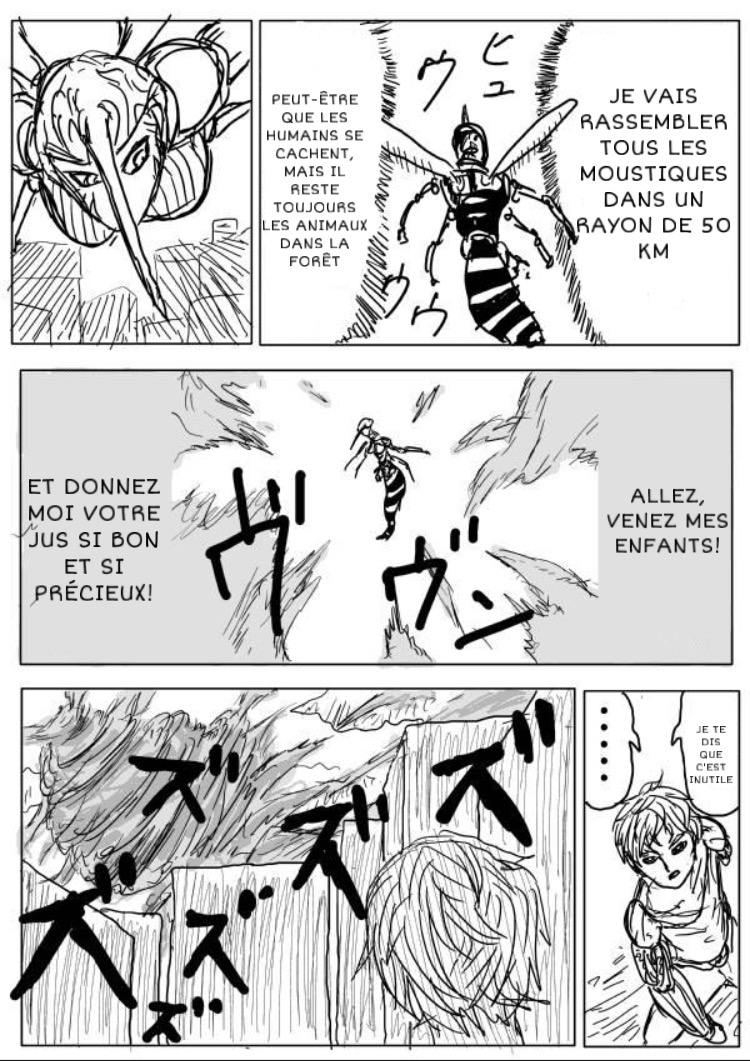 JE VAIS
RASSEMBLER
TOUS LES
MOUSTIQUES
DANS UN
RAYON DE 50
KM
ヒュ
ウ
ウ
ウ
PEUT-ÊTRE
QUE LES
HUMAINS SE
CACHENT,
MAIS IL
RESTE
TOUJOURS
LES ANIMAUX
DANS LA
FORÊT
ALLEZ,
VENEZ MES
ENFANTS!
ヴ
ヴン
ET DONNEZ
MOI VOTRE
JUS SI BON
ET SI
PRÉCIEUX!
JE TE
DIS
QUE
C'EST
INUTILE
....
ズ
ズ
ズ
ズ
ズ
ズ